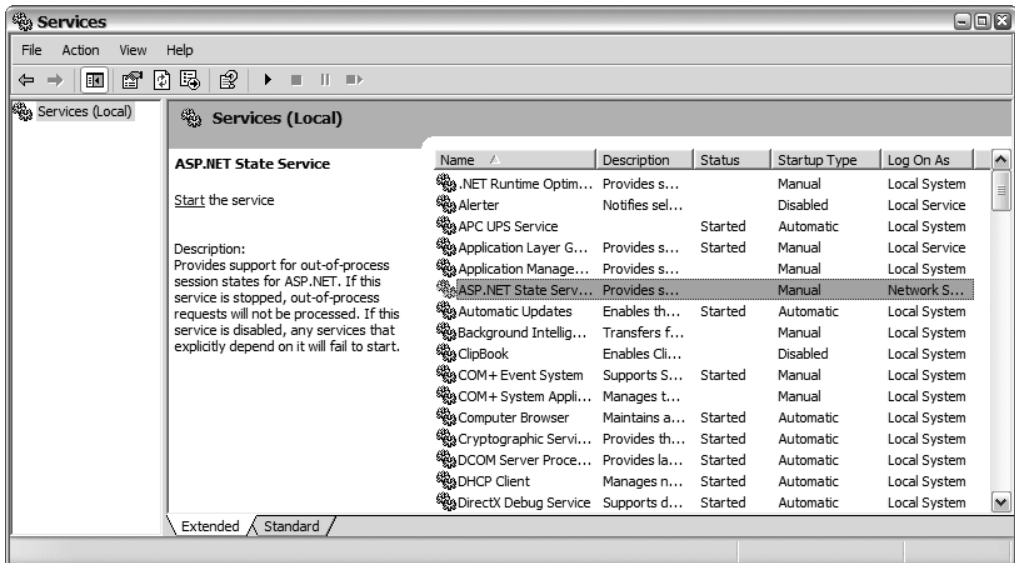 Services
File Action View Help
Services (Local)
Services (Local)
ASP.NET State Service
Start the service
Description:
Provides support for out-of-process
session states for ASP.NET. If this
service is stopped, out-of-process
requests will not be processed. If this
service is disabled, any services that
explicitly depend on it will fail to start.
Name Description Status Startup Type Log On As
.NET Runtime Optim... Provides s... Manual Local System
Alerter Notifies sel... Disabled Local Service
APC UPS Service Started Automatic Local System
Application Layer G... Provides s... Started Manual Local Service
Application Manage... Provides s... Manual Local System
ASP.NET State Serv... Provides s... Manual Network S...
Automatic Updates Enables th... Started Automatic Local System
Background Intellig... Transfers f... Manual Local System
ClipBook Enables Cli... Disabled Local System
COM+ Event System Supports S... Started Manual Local System
COM+ System Appli... Manages t... Manual Local System
Computer Browser Maintains a... Started Automatic Local System
Cryptographic Servi... Provides th... Started Automatic Local System
DCOM Server Proce... Provides la... Started Automatic Local System
DHCP Client Manages n... Started Automatic Local System
DirectX Debug Service Supports d... Started Automatic Local System
Extended Standard